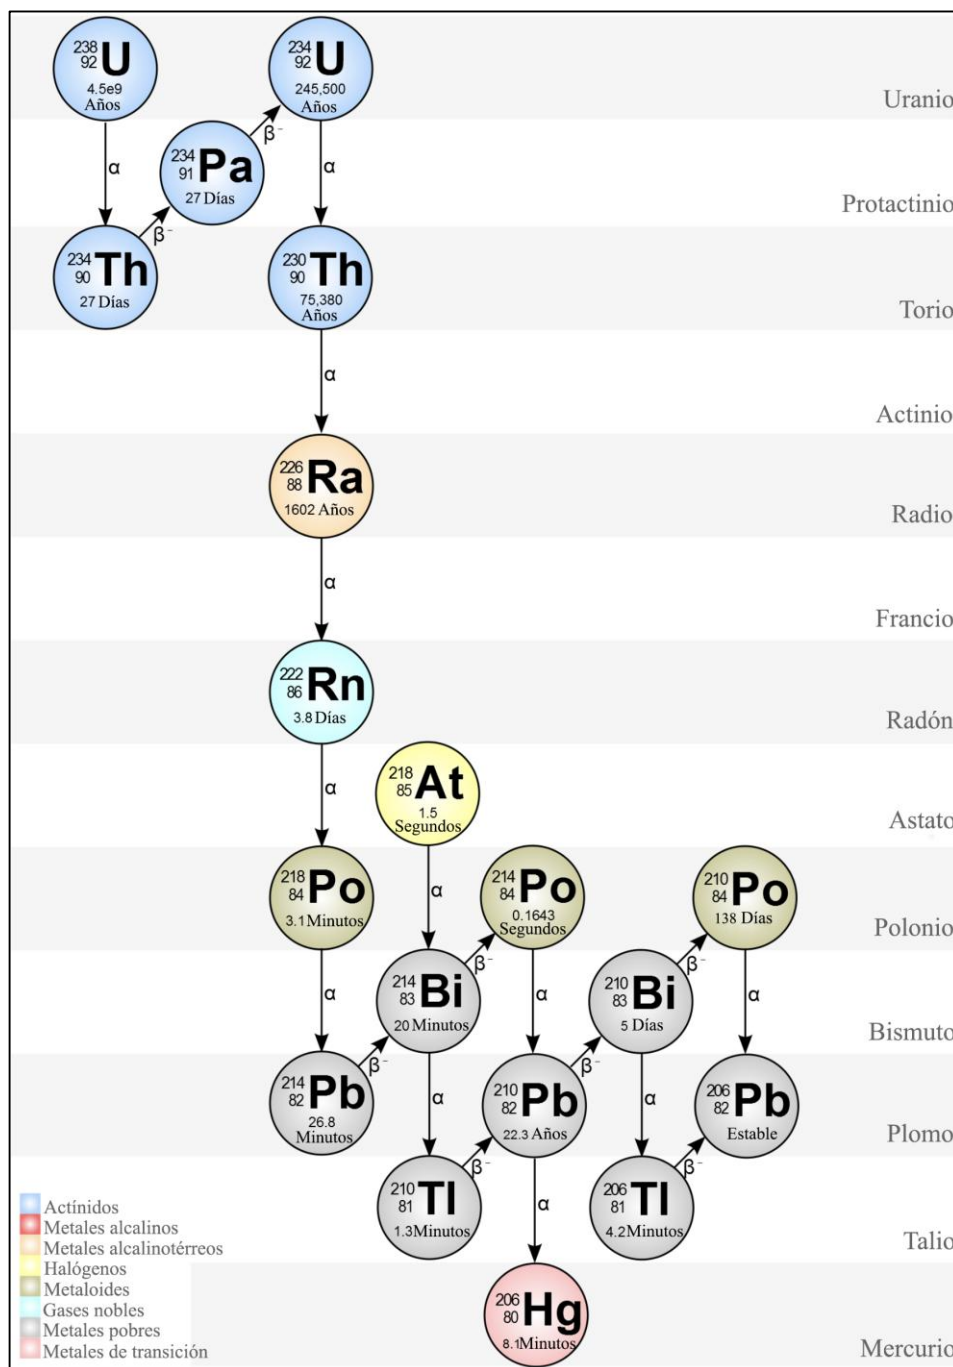 238
92 U
4.5e9
Años
234
92 U
245,500
Años
Uranio
α
β⁻
α
234
91 Pa
27 Días
Protactinio
β⁻
234
90 Th
27 Días
230
90 Th
75,380
Años
Torio
α
Actinio
226
88 Ra
1602 Años
Radio
α
Francio
222
86 Rn
3.8 Días
Radón
α
218
85 At
1.5
Segundos
Astato
218
84 Po
3.1 Minutos
α
214
84 Po
0.1643
Segundos
210
84 Po
138 Días
Polonio
β⁻
β⁻
α
214
83 Bi
20 Minutos
α
210
83 Bi
5 Días
α
Bismuto
β⁻
β⁻
214
82 Pb
26.8
Minutos
α
210
82 Pb
22.3 Años
α
206
82 Pb
Estable
Plomo
β⁻
β⁻
210
81 Tl
1.3Minutos
α
206
81 Tl
4.2Minutos
Talio
206
80 Hg
8.1Minutos
Mercurio
Actínidos
Metales alcalinos
Metales alcalinotérreos
Halógenos
Metaloides
Gases nobles
Metales pobres
Metales de transición